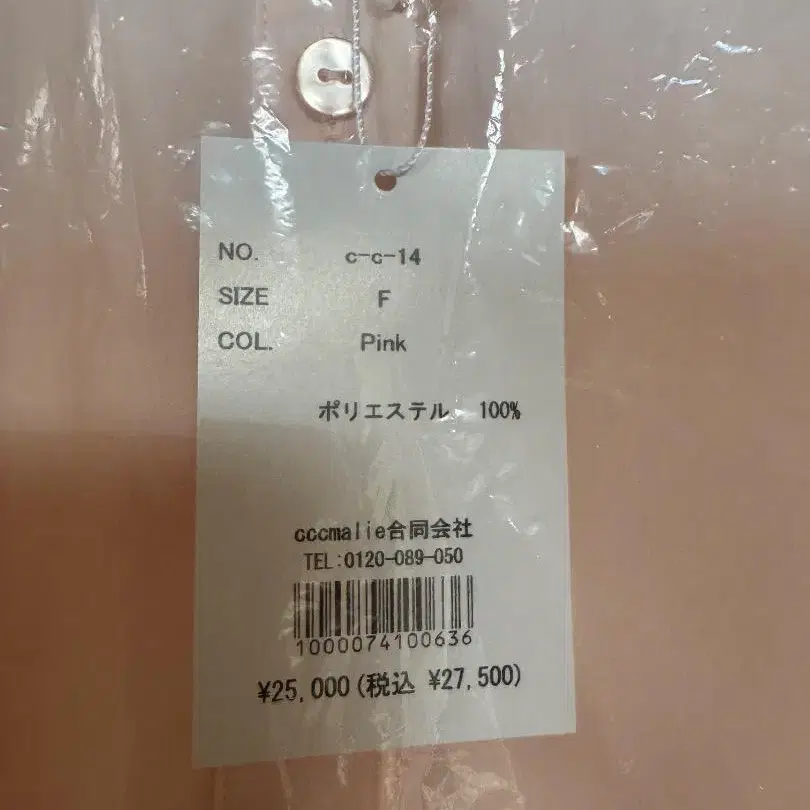 NO. c-c-14
SIZE F
COL. Pink
ポリエステル 100%
cccmalie合同会社
TEL:0120-089-050
1000074100636
¥25,000(税込 ¥27,500)